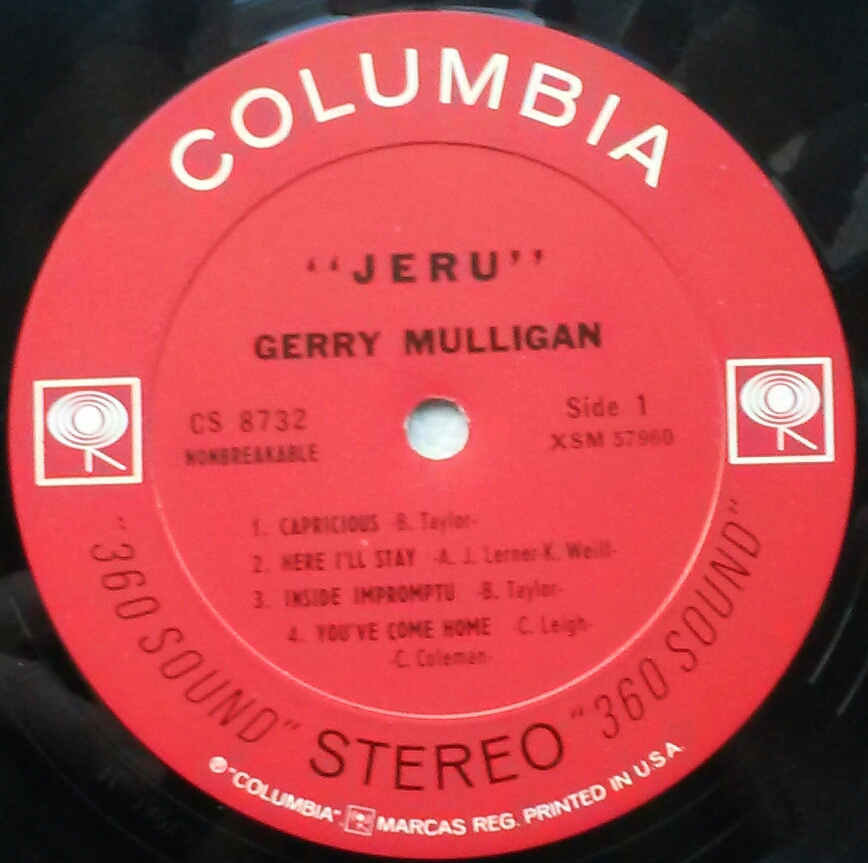 COLUMBIA
"JERU"
GERRY MULLIGAN
CS 8732
NONBREAKABLE
Side 1
XSM 57960
1. CAPRICIOUS -B. Taylor-
2. HERE I'LL STAY -A. J. Lerner-K. Weill-
3. INSIDE IMPROMPTU -B. Taylor-
4. YOU'VE COME HOME -C. Leigh-
-C. Coleman-
"360 SOUND" STEREO "360 SOUND"
® "COLUMBIA", MARCAS REG. PRINTED IN U.S.A.